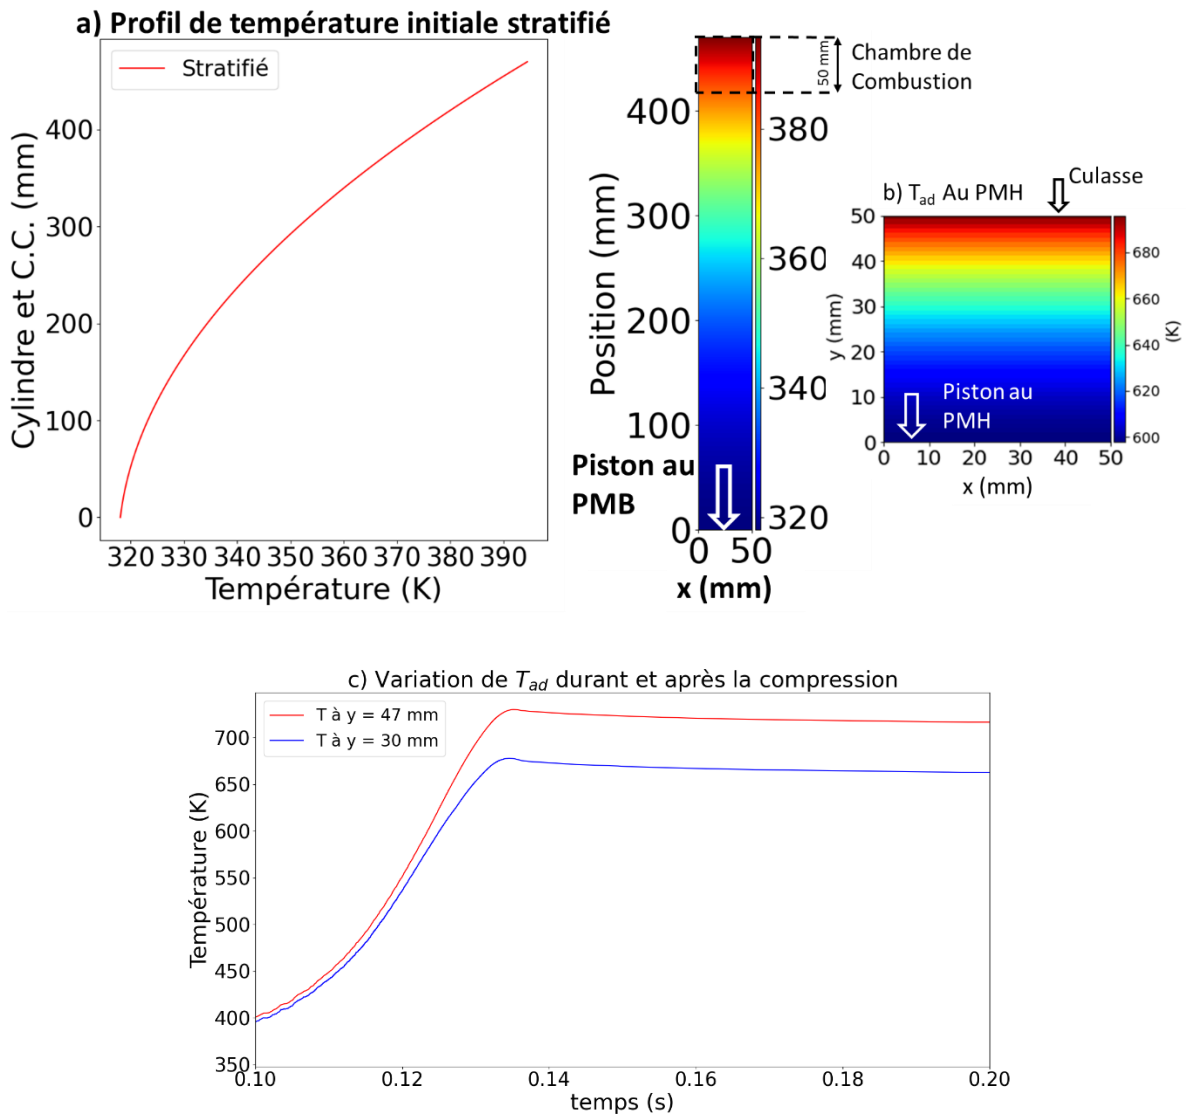 a) Profil de température initiale stratifié
Stratifié
Cylindre et C.C. (mm)
400
300
200
100
0
320 330 340 350 360 370 380 390
Température (K)
Position (mm)
400
300
200
100
0
0 50
x (mm)
380
360
340
320
Piston au
PMB
50 mm
Chambre de
Combustion
b) Tad Au PMH
Culasse
y (mm)
50
40
30
20
10
0
0 10 20 30 40 50
x (mm)
Piston au
PMH
680
660
640
620
600
(K)
c) Variation de Tad durant et après la compression
T à y = 47 mm
T à y = 30 mm
Température (K)
700
650
600
550
500
450
400
350
0.10 0.12 0.14 0.16 0.18 0.20
temps (s)